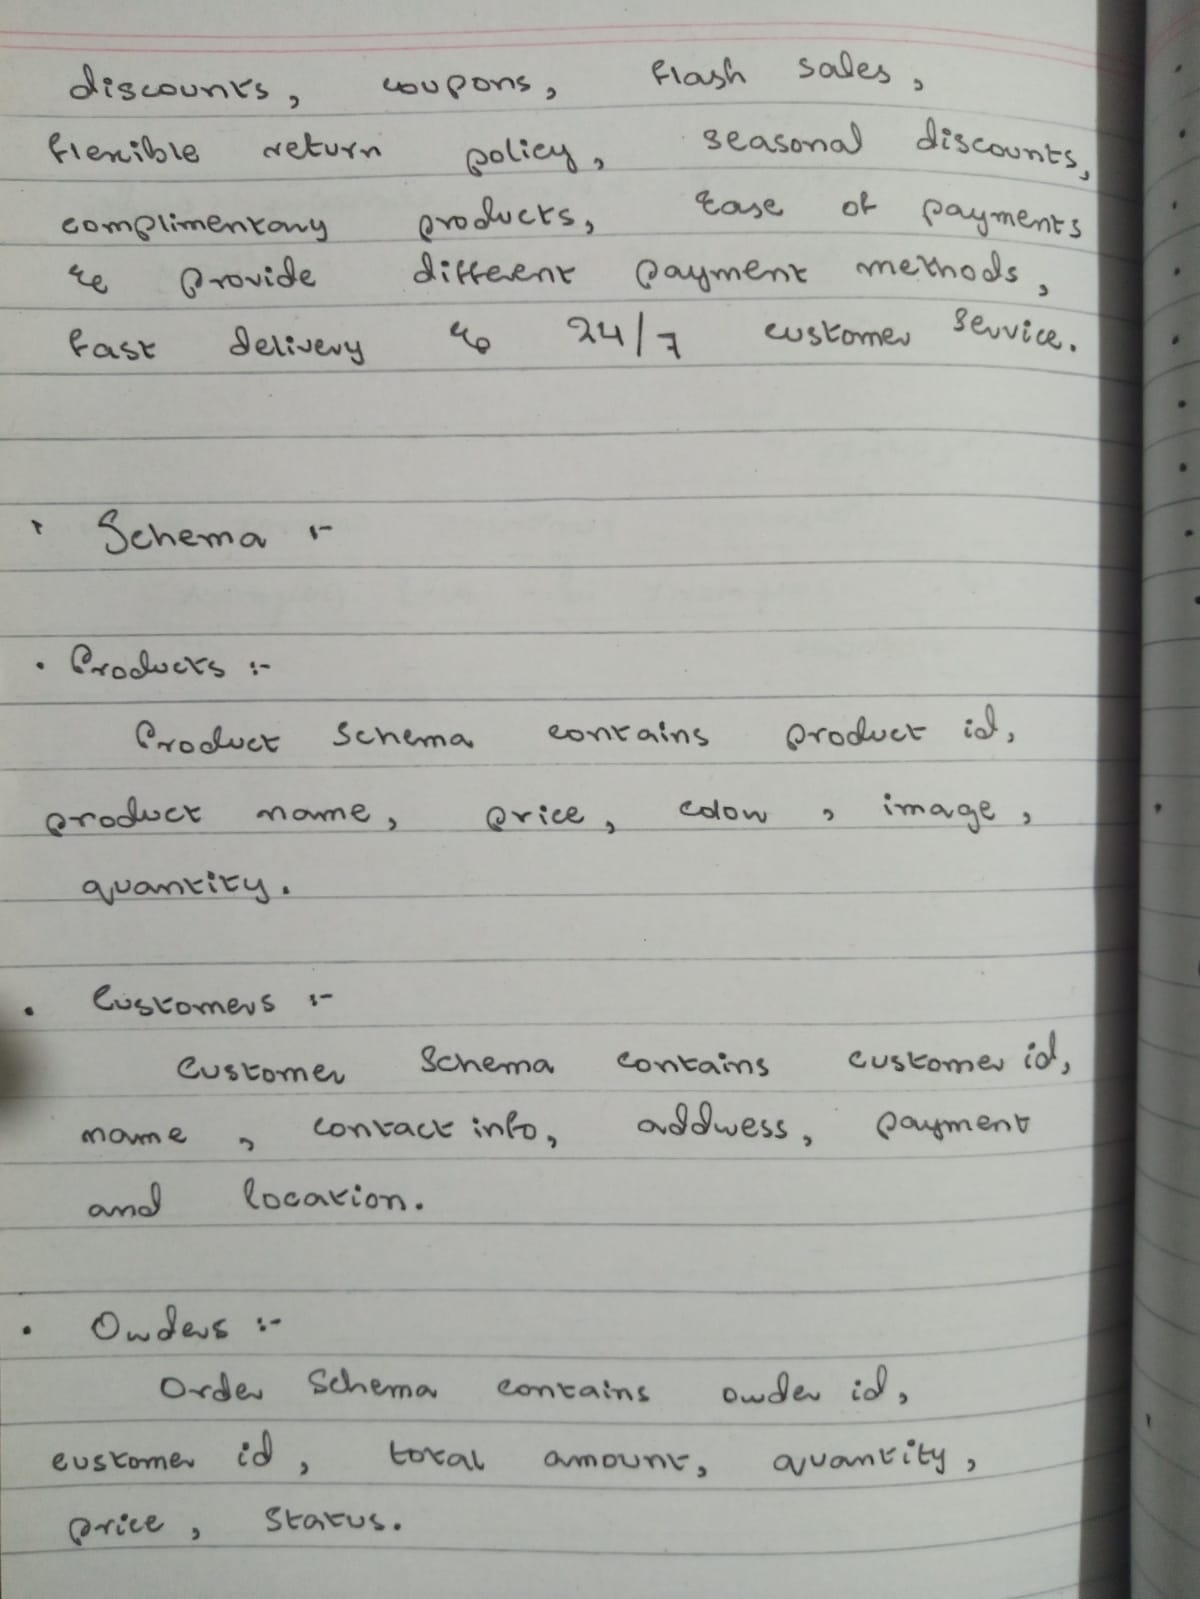 discounts, coupons, flash sales,
flexible return policy, seasonal discounts,
complimentary products, Ease of payments
& provide different payment methods,
fast delivery & 24/7 customer service.
Schema :-
• Products :-
Product Schema contains product id,
product name, price, colour, image,
quantity.
• Customers :-
Customer Schema contains customer id,
name, contact info, address, payment
and location.
• Orders :-
Order Schema contains order id,
customer id, total amount, quantity,
price, status.